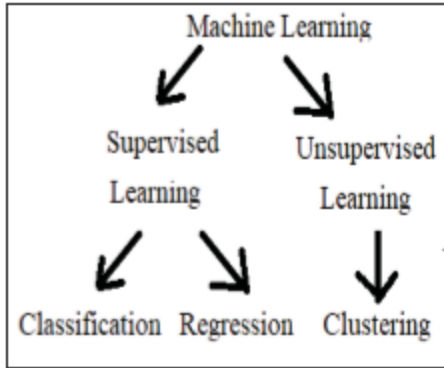 Machine Learning
Supervised
Learning
Unsupervised
Learning
Classification
Regression
Clustering